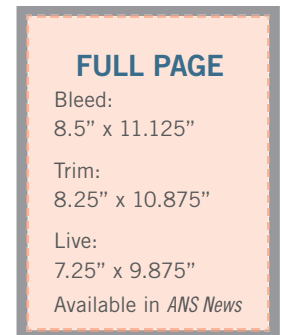 FULL PAGE
Bleed:
8.5” x 11.125”
Trim:
8.25” x 10.875”
Live:
7.25” x 9.875”
Available in ANS News